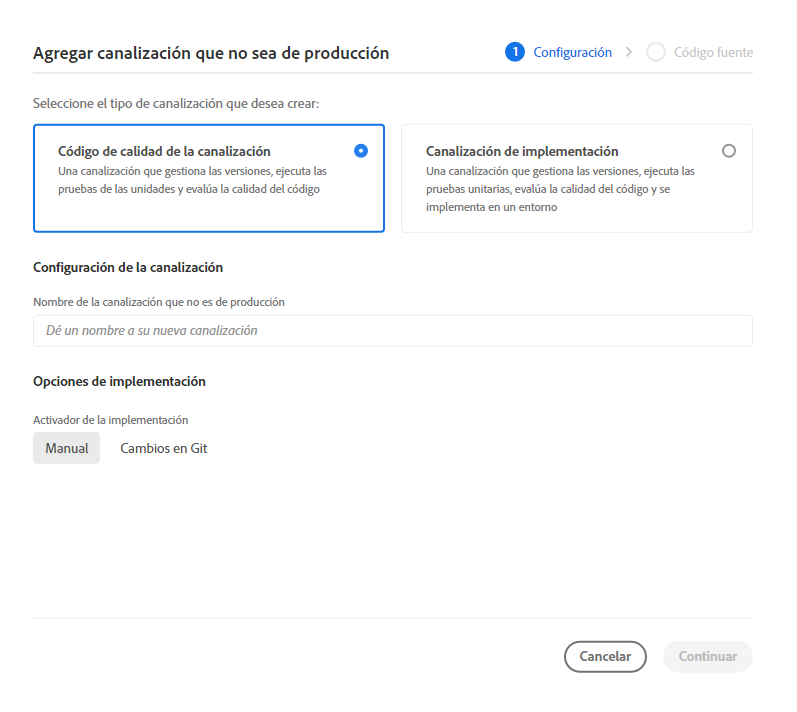 Agregar canalización que no sea de producción
1 Configuración > Código fuente
Seleccione el tipo de canalización que desea crear:
Código de calidad de la canalización
Una canalización que gestiona las versiones, ejecuta las
pruebas de las unidades y evalúa la calidad del código
Canalización de implementación
Una canalización que gestiona las versiones, ejecuta las
pruebas unitarias, evalúa la calidad del código y se
implementa en un entorno
Configuración de la canalización
Nombre de la canalización que no es de producción
Dé un nombre a su nueva canalización
Opciones de implementación
Activador de la implementación
Manual Cambios en Git
Cancelar Continuar